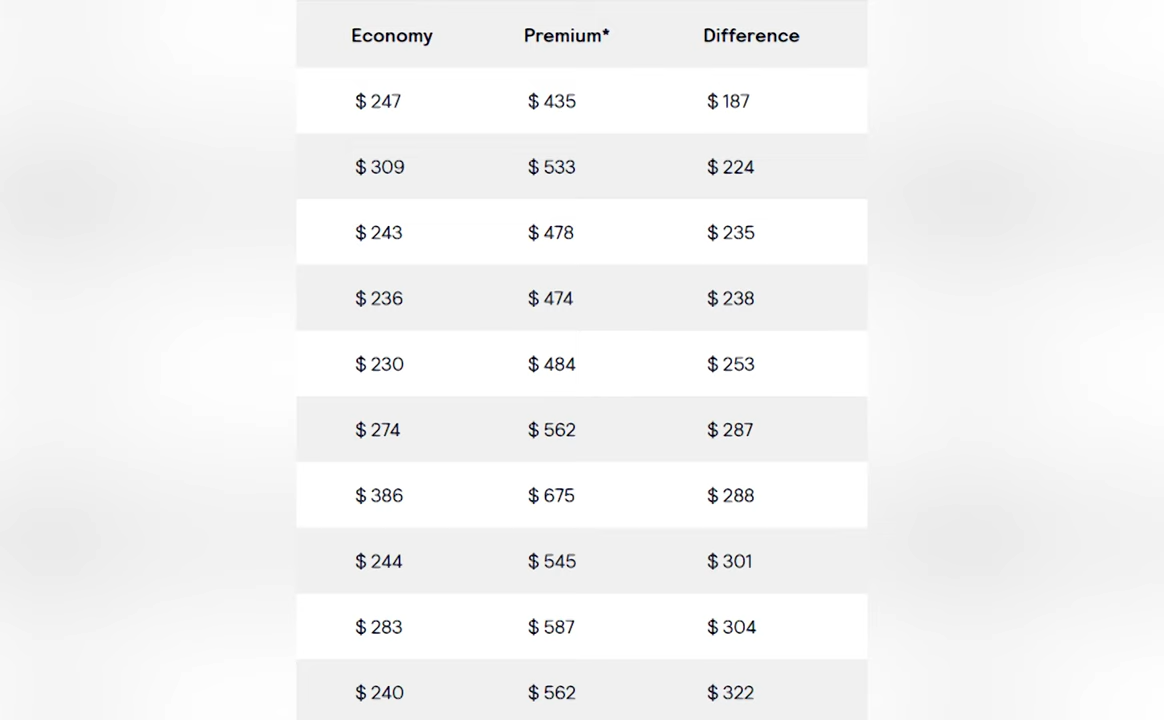 Economy Premium* Difference
$ 247 $ 435 $ 187
$ 309 $ 533 $ 224
$ 243 $ 478 $ 235
$ 236 $ 474 $ 238
$ 230 $ 484 $ 253
$ 274 $ 562 $ 287
$ 386 $ 675 $ 288
$ 244 $ 545 $ 301
$ 283 $ 587 $ 304
$ 240 $ 562 $ 322